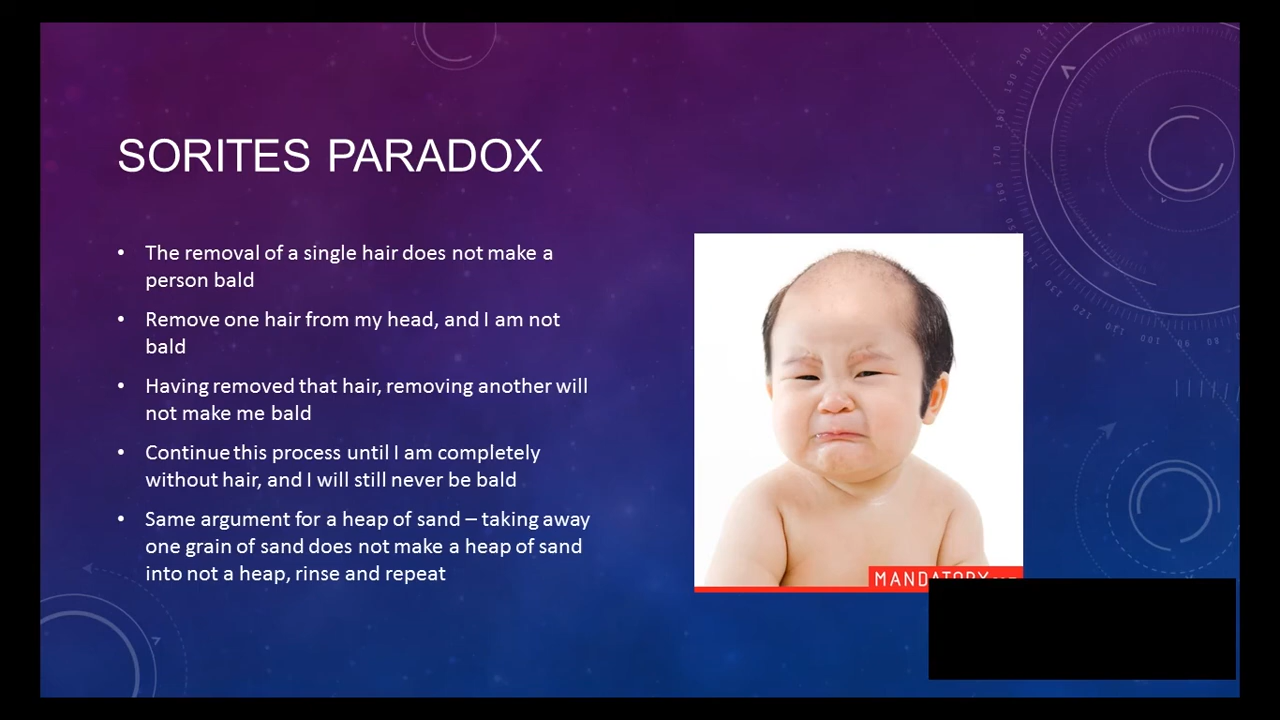 SORITES PARADOX
• The removal of a single hair does not make a
person bald
• Remove one hair from my head, and I am not
bald
• Having removed that hair, removing another will
not make me bald
• Continue this process until I am completely
without hair, and I will still never be bald
• Same argument for a heap of sand – taking away
one grain of sand does not make a heap of sand
into not a heap, rinse and repeat
MANDATORY